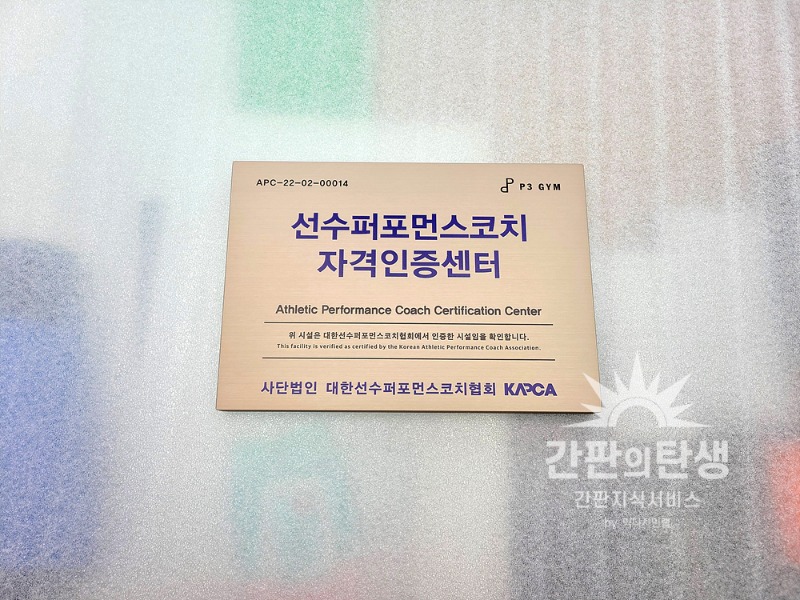 APC-22-02-00014
P3 GYM
선수퍼포먼스코치
자격인증센터
Athletic Performance Coach Certification Center
위 시설은 대한선수퍼포먼스코치협회에서 인증한 시설임을 확인합니다.
This facility is verified as certified by the Korean Athletic Performance Coach Association.
사단법인 대한선수퍼포먼스코치협회 KAPCA
간판의탄생
간판지식서비스
by